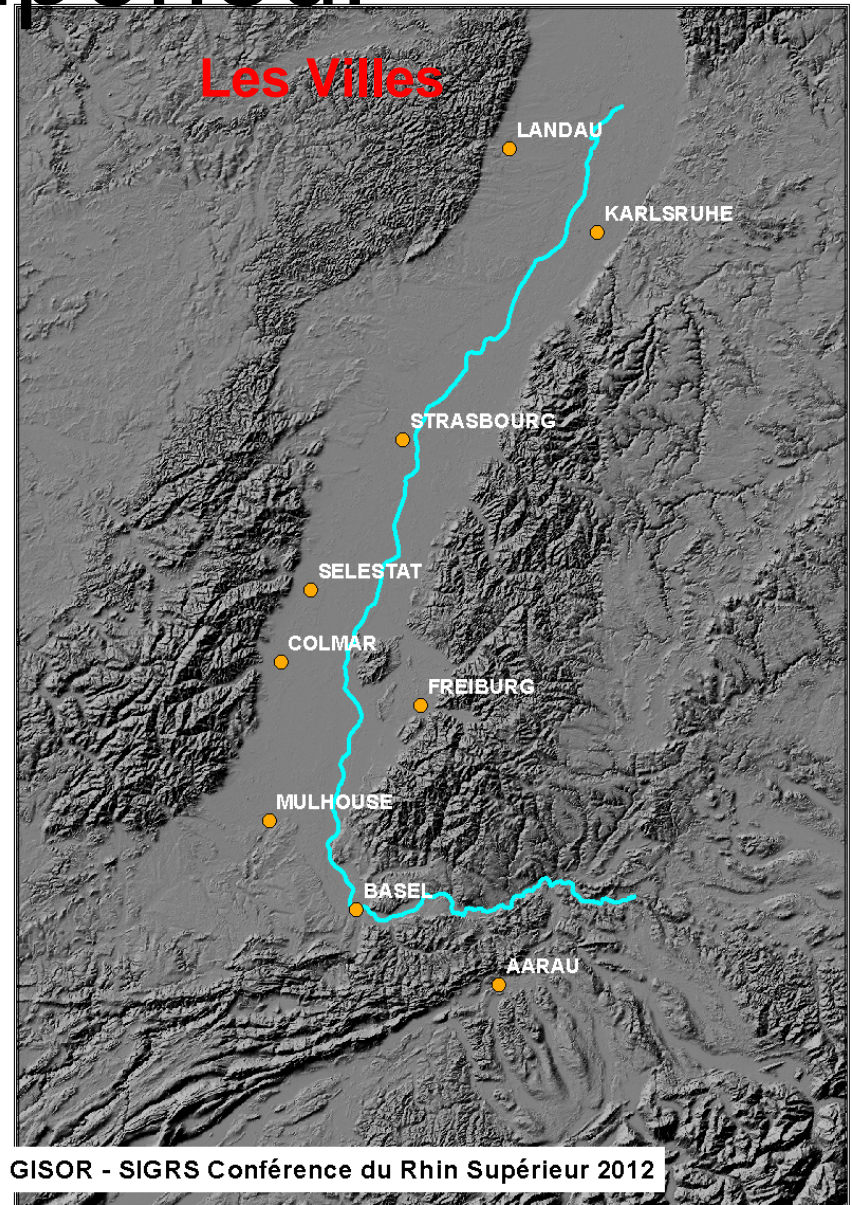 Les Villes
LANDAU
KARLSRUHE
STRASBOURG
SELESTAT
COLMAR
FREIBURG
MULHOUSE
BASEL
AARAU
GISOR - SIGRS Conférence du Rhin Supérieur 2012